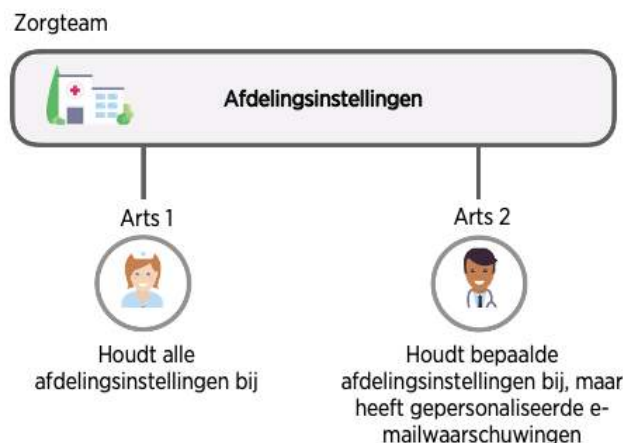 Zorgteam
Afdelingsinstellingen
Arts 1
Arts 2
Houdt alle
afdelingsinstellingen bij
Houdt bepaalde
afdelingsinstellingen bij, maar
heeft gepersonaliseerde e-
mailwaarschuwingen